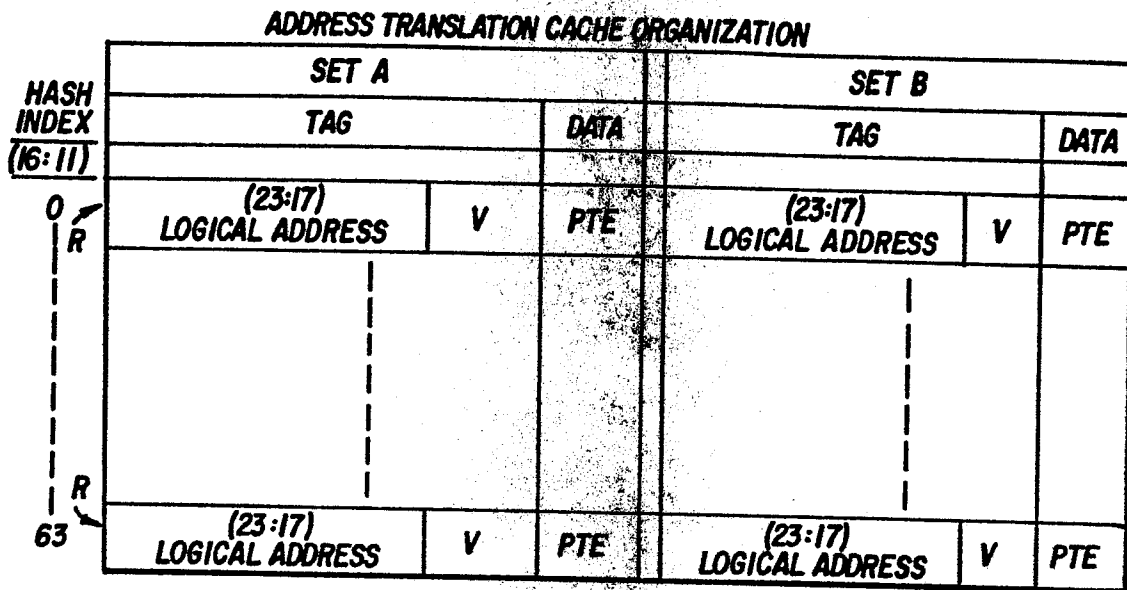 ADDRESS TRANSLATION CACHE ORGANIZATION
SET A SET B
HASH INDEX (16:11)
TAG DATA TAG DATA
0 R (23:17) LOGICAL ADDRESS V PTE (23:17) LOGICAL ADDRESS V PTE
R 63 (23:17) LOGICAL ADDRESS V PTE (23:17) LOGICAL ADDRESS V PTE